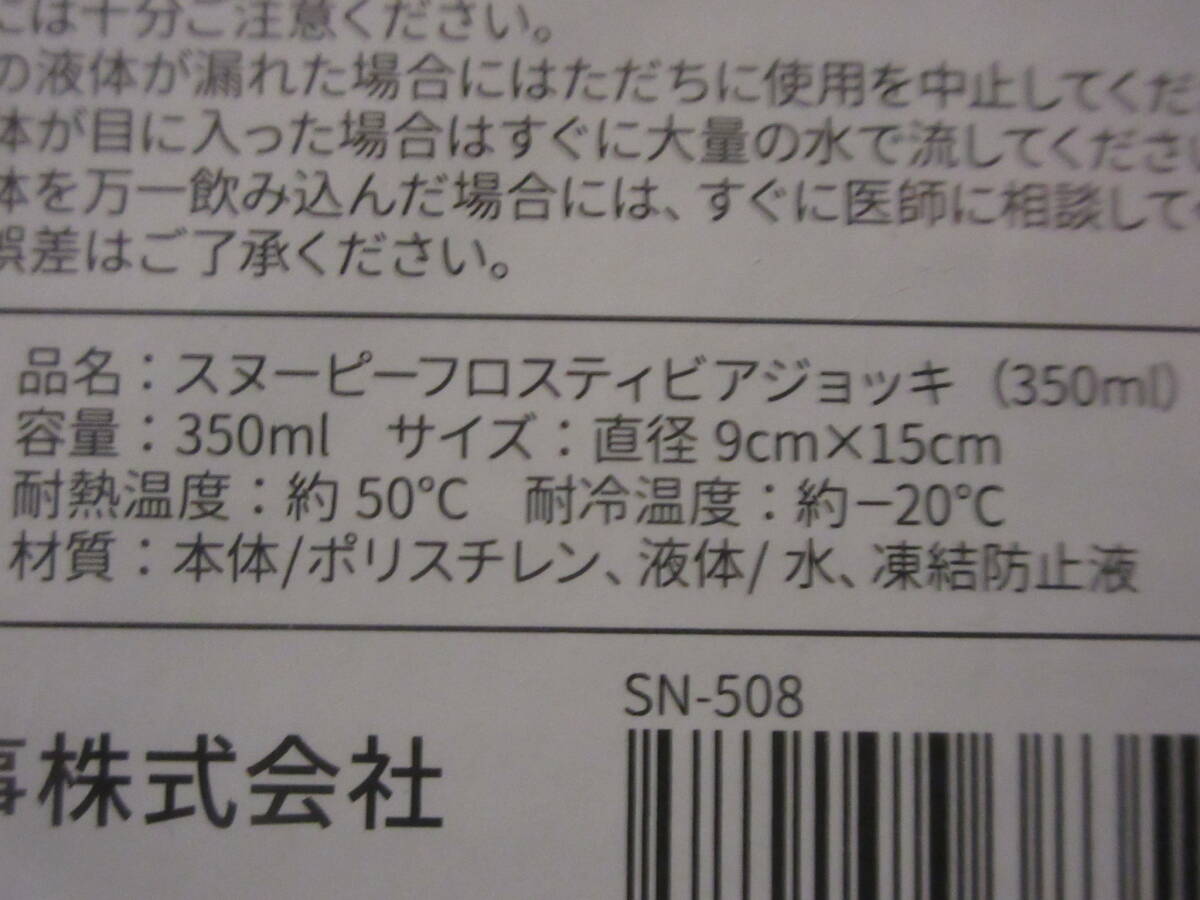 には十分ご注意ください。
の液体が漏れた場合にはただちに使用を中止してくだ
体が目に入った場合はすぐに大量の水で流してください
体を万一飲み込んだ場合には、すぐに医師に相談して
誤差はご了承ください。
品名：スヌーピーフロスティビアジョッキ（350ml）
容量：350ml　サイズ：直径 9cm×15cm
耐熱温度：約 50℃　耐冷温度：約－20℃
材質：本体/ポリスチレン、液体/ 水、凍結防止液
SN-508
事株式会社